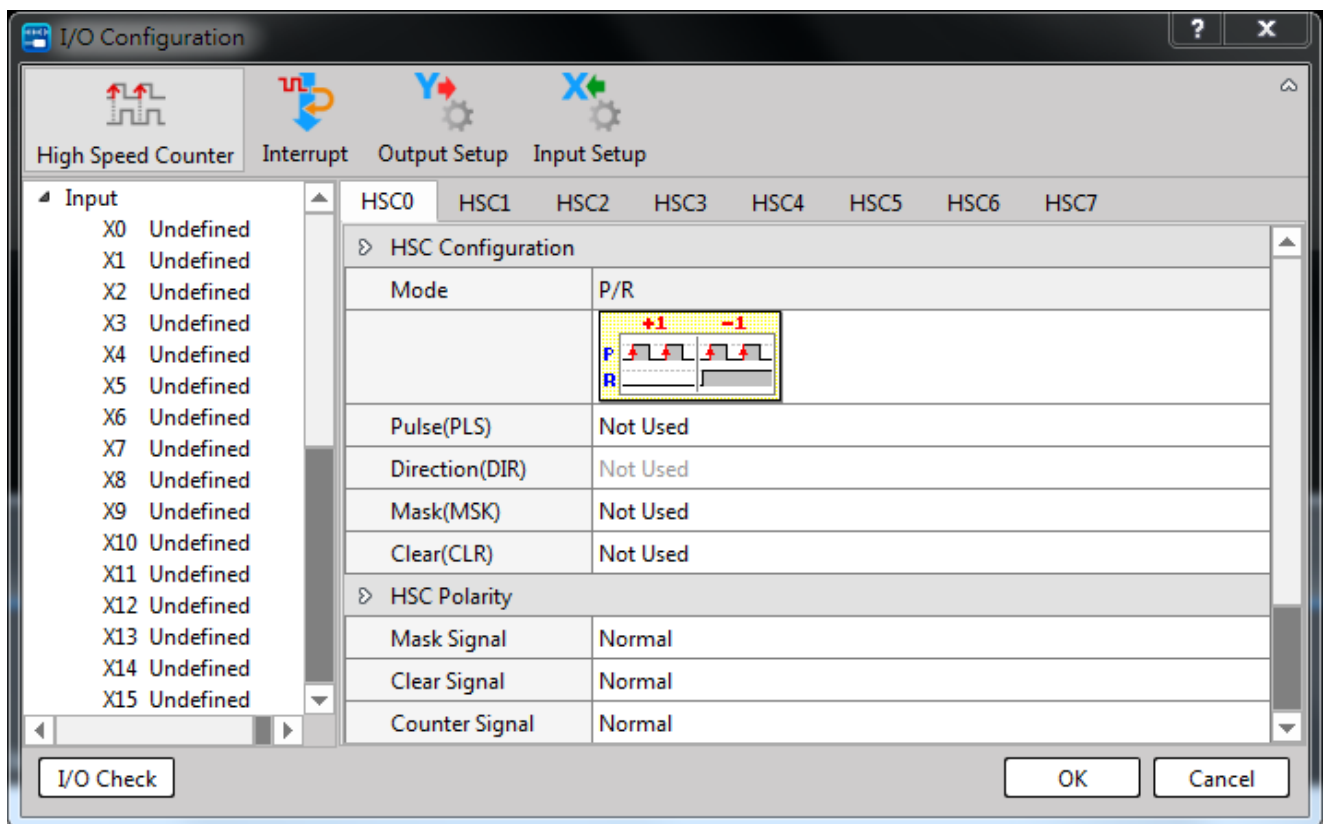 I/O Configuration
? x
Y X
High Speed Counter Interrupt Output Setup Input Setup
Input
X0 Undefined
X1 Undefined
X2 Undefined
X3 Undefined
X4 Undefined
X5 Undefined
X6 Undefined
X7 Undefined
X8 Undefined
X9 Undefined
X10 Undefined
X11 Undefined
X12 Undefined
X13 Undefined
X14 Undefined
X15 Undefined
HSC0 HSC1 HSC2 HSC3 HSC4 HSC5 HSC6 HSC7
HSC Configuration
Mode P/R
+1 -1
P
R
Pulse(PLS) Not Used
Direction(DIR) Not Used
Mask(MSK) Not Used
Clear(CLR) Not Used
HSC Polarity
Mask Signal Normal
Clear Signal Normal
Counter Signal Normal
I/O Check OK Cancel